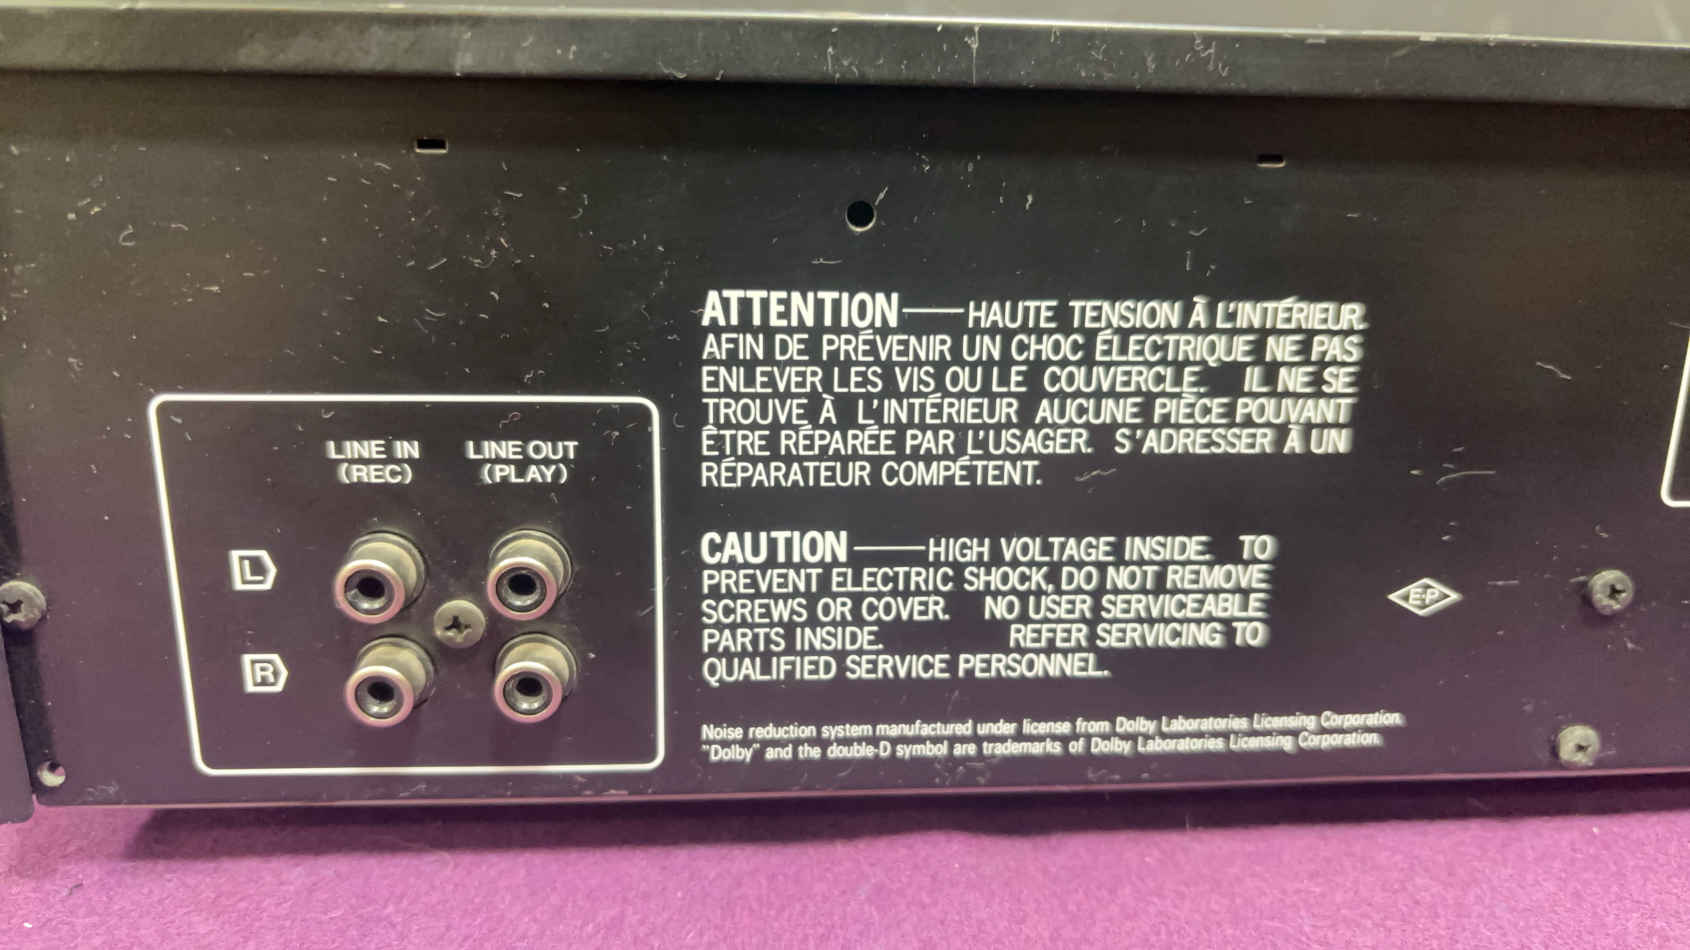 ATTENTION — HAUTE TENSION À L'INTÉRIEUR.
AFIN DE PRÉVENIR UN CHOC ÉLECTRIQUE NE PAS
ENLEVER LES VIS OU LE COUVERCLE. IL NE SE
TROUVE À L'INTÉRIEUR AUCUNE PIÈCE POUVANT
ÊTRE RÉPARÉE PAR L'USAGER. S'ADRESSER À UN
RÉPARATEUR COMPÉTENT.
LINE IN LINE OUT
(REC) (PLAY)
L
R
CAUTION — HIGH VOLTAGE INSIDE. TO
PREVENT ELECTRIC SHOCK, DO NOT REMOVE
SCREWS OR COVER. NO USER SERVICEABLE
PARTS INSIDE. REFER SERVICING TO
QUALIFIED SERVICE PERSONNEL.
E·P
Noise reduction system manufactured under license from Dolby Laboratories Licensing Corporation.
"Dolby" and the double-D symbol are trademarks of Dolby Laboratories Licensing Corporation.